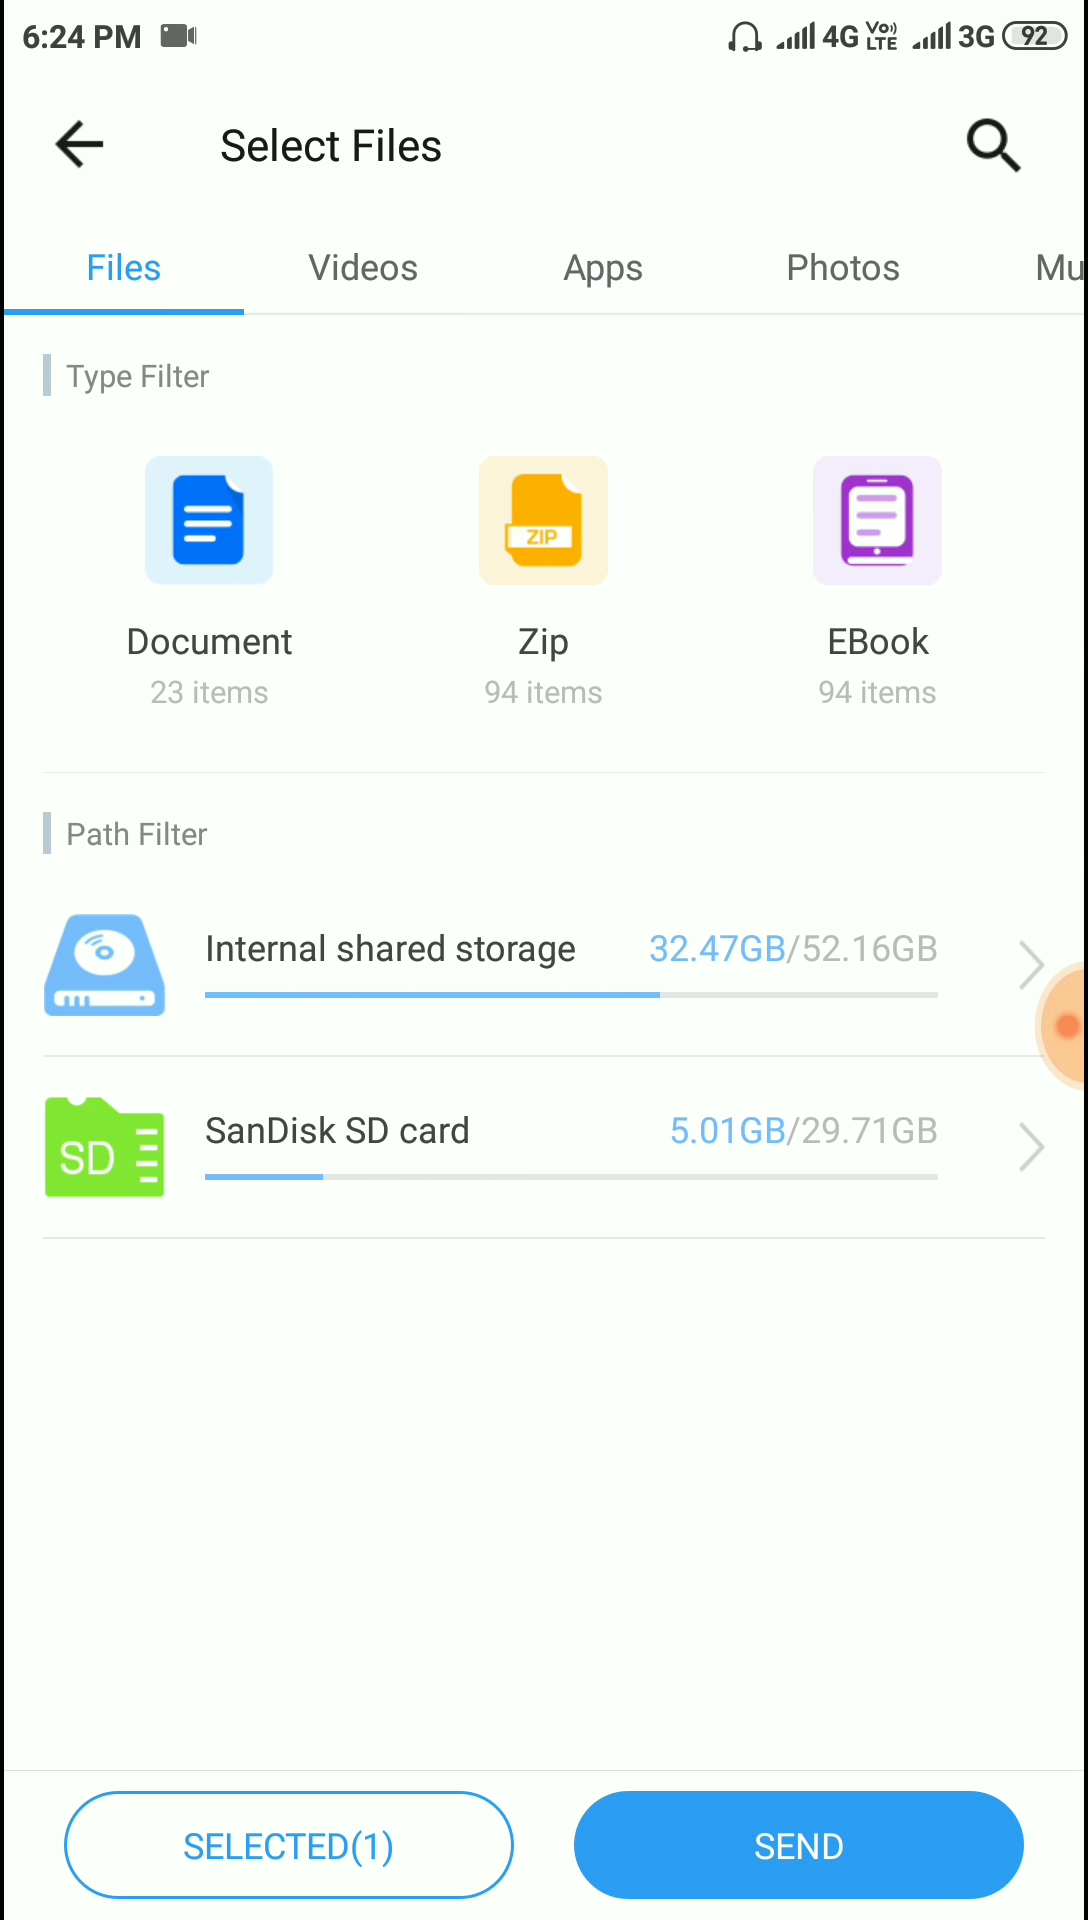 6:24 PM 4G VoLTE 3G 92
Select Files
Files Videos Apps Photos Mu
Type Filter
ZIP
Document Zip EBook
23 items 94 items 94 items
Path Filter
Internal shared storage 32.47GB/52.16GB
SD
SanDisk SD card 5.01GB/29.71GB
SELECTED(1) SEND